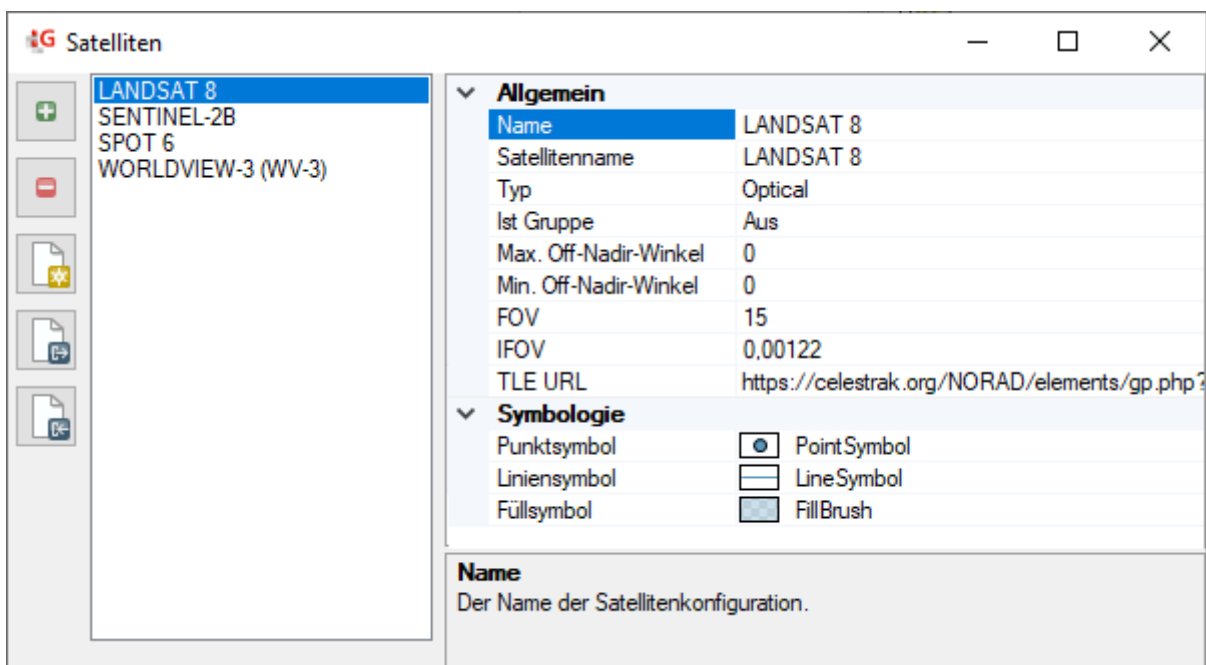 Satelliten
LANDSAT 8
SENTINEL-2B
SPOT 6
WORLDVIEW-3 (WV-3)
Allgemein
Name LANDSAT 8
Satellitenname LANDSAT 8
Typ Optical
Ist Gruppe Aus
Max. Off-Nadir-Winkel 0
Min. Off-Nadir-Winkel 0
FOV 15
IFOV 0,00122
TLE URL https://celestrak.org/NORAD/elements/gp.php?
Symbologie
Punktsymbol PointSymbol
Liniensymbol LineSymbol
Füllsymbol FillBrush
Name
Der Name der Satellitenkonfiguration.